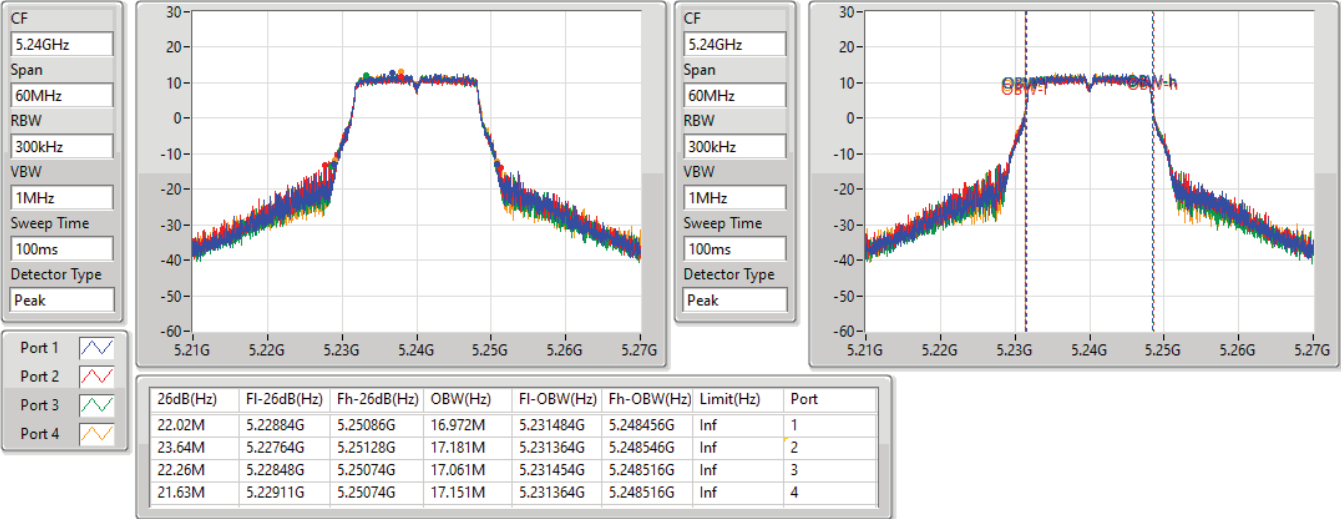 CF
5.24GHz
Span
60MHz
RBW
300kHz
VBW
1MHz
Sweep Time
100ms
Detector Type
Peak
30
20
10
0
-10
-20
-30
-40
-50
-60
5.21G 5.22G 5.23G 5.24G 5.25G 5.26G 5.27G
CF
5.24GHz
Span
60MHz
RBW
300kHz
VBW
1MHz
Sweep Time
100ms
Detector Type
Peak
30
20
10
0
-10
-20
-30
-40
-50
-60
OBW-h
5.21G 5.22G 5.23G 5.24G 5.25G 5.26G 5.27G
Port 1
Port 2
Port 3
Port 4
26dB(Hz) Fl-26dB(Hz) Fh-26dB(Hz) OBW(Hz) Fl-OBW(Hz) Fh-OBW(Hz) Limit(Hz) Port
22.02M 5.22884G 5.25086G 16.972M 5.231484G 5.248456G Inf 1
23.64M 5.22764G 5.25128G 17.181M 5.231364G 5.248546G Inf 2
22.26M 5.22848G 5.25074G 17.061M 5.231454G 5.248516G Inf 3
21.63M 5.22911G 5.25074G 17.151M 5.231364G 5.248516G Inf 4